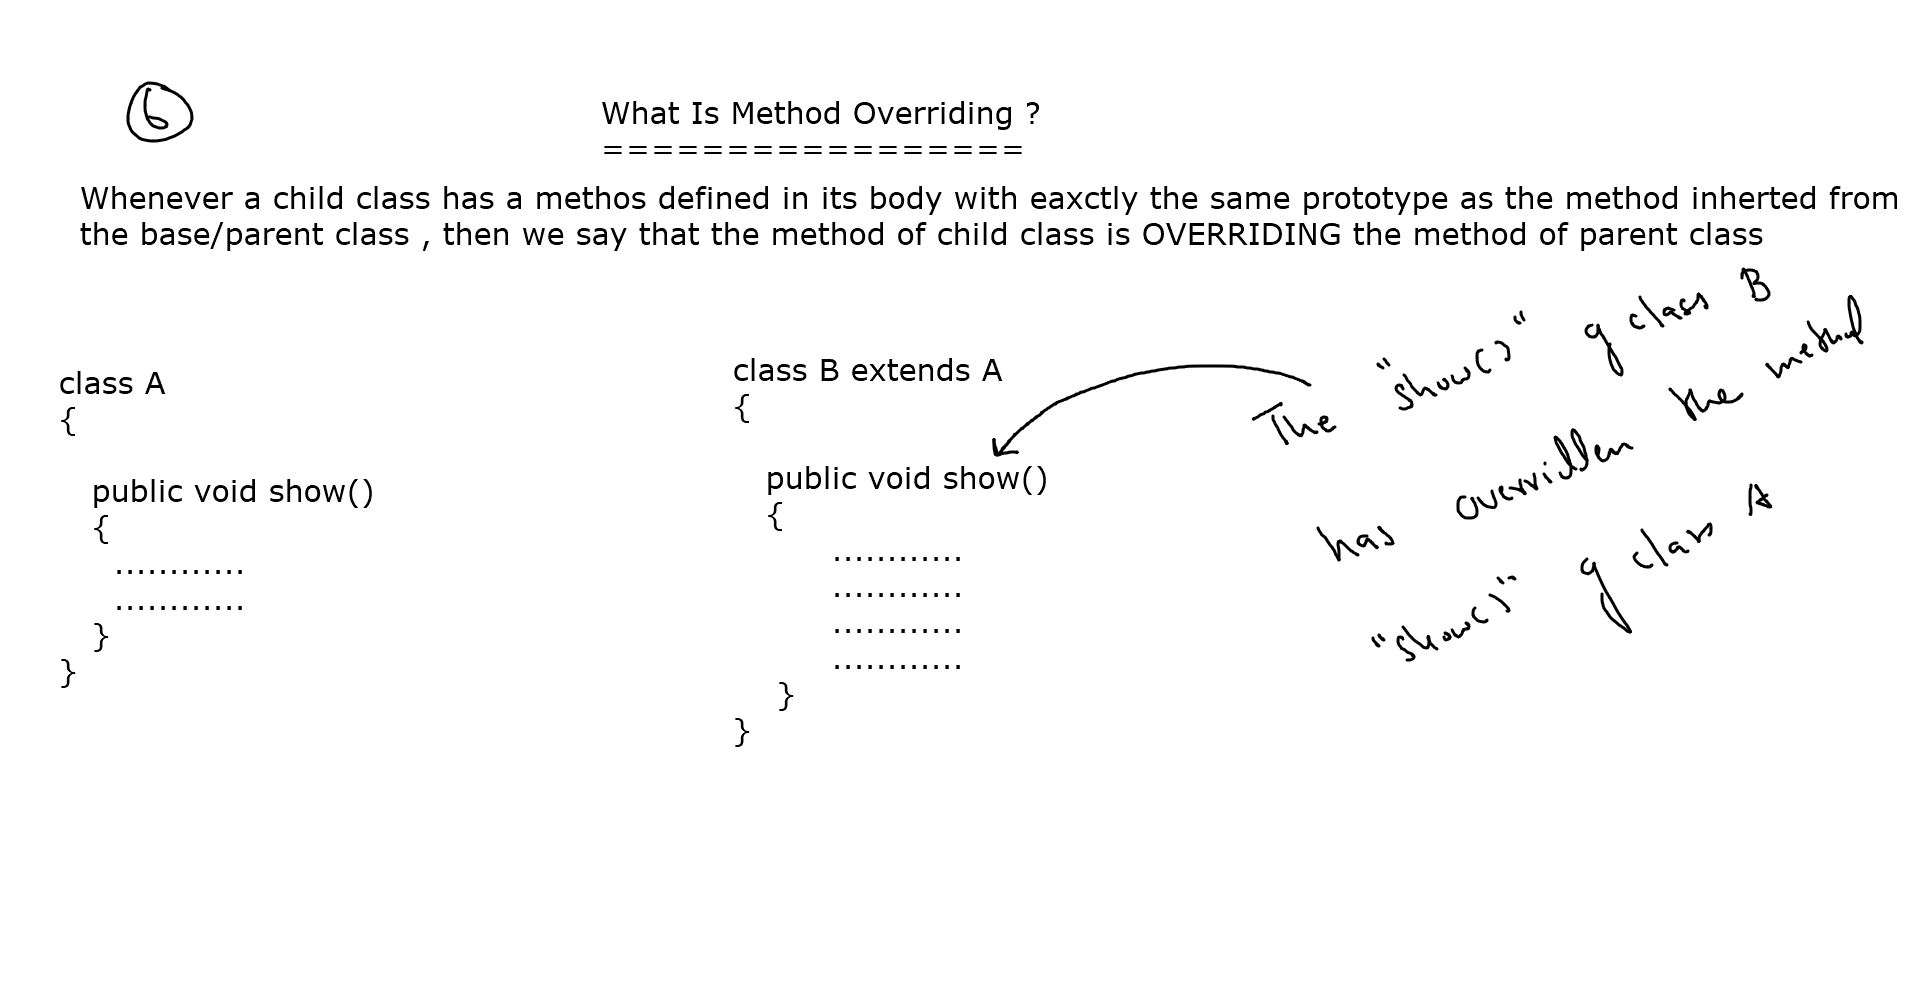 6
What Is Method Overriding ?
=================
Whenever a child class has a methos defined in its body with eaxctly the same prototype as the method inherted from
the base/parent class , then we say that the method of child class is OVERRIDING the method of parent class
class A
{
public void show()
{
............
............
}
}
class B extends A
{
public void show()
{
............
............
............
............
}
}
The "show()" of class B
has overridden the method
"show()" of class A